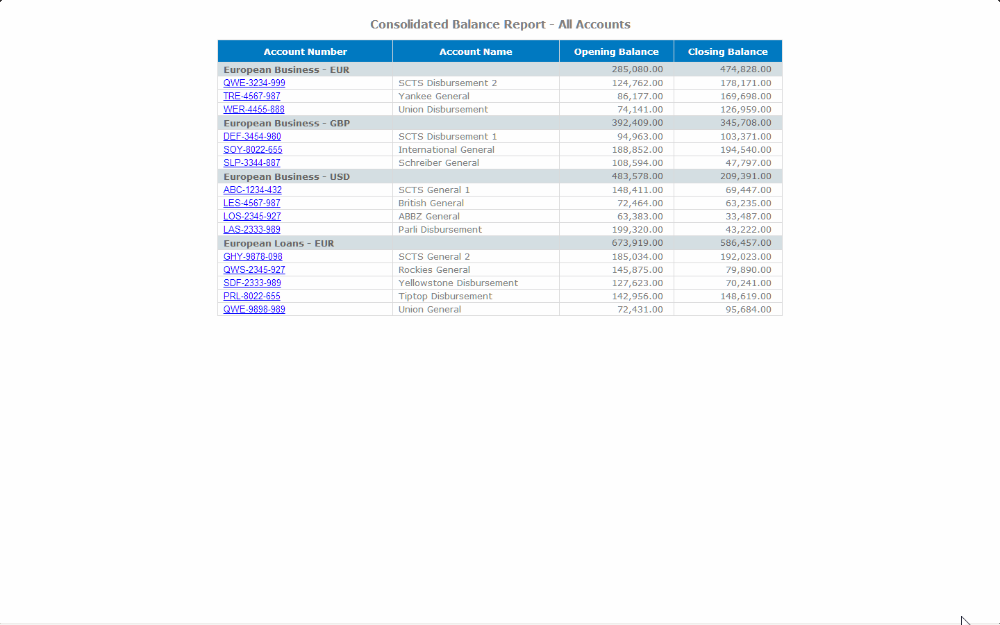 Consolidated Balance Report - All Accounts
Account Number Account Name Opening Balance Closing Balance
European Business - EUR 285,080.00 474,828.00
QWE-3234-999 SCTS Disbursement 2 124,762.00 178,171.00
TRE-4567-987 Yankee General 86,177.00 169,698.00
WER-4455-888 Union Disbursement 74,141.00 126,959.00
European Business - GBP 392,409.00 345,708.00
DEF-3454-980 SCTS Disbursement 1 94,963.00 103,371.00
SOY-8022-655 International General 188,852.00 194,540.00
SLP-3344-887 Schreiber General 108,594.00 47,797.00
European Business - USD 483,578.00 209,391.00
ABC-1234-432 SCTS General 1 148,411.00 69,447.00
LES-4567-987 British General 72,464.00 63,235.00
LOS-2345-927 ABBZ General 63,383.00 33,487.00
LAS-2333-989 Parli Disbursement 199,320.00 43,222.00
European Loans - EUR 673,919.00 586,457.00
GHY-9878-098 SCTS General 2 185,034.00 192,023.00
QWS-2345-927 Rockies General 145,875.00 79,890.00
SDF-2333-989 Yellowstone Disbursement 127,623.00 70,241.00
PRL-8022-655 Tiptop Disbursement 142,956.00 148,619.00
QWE-9898-989 Union General 72,431.00 95,684.00